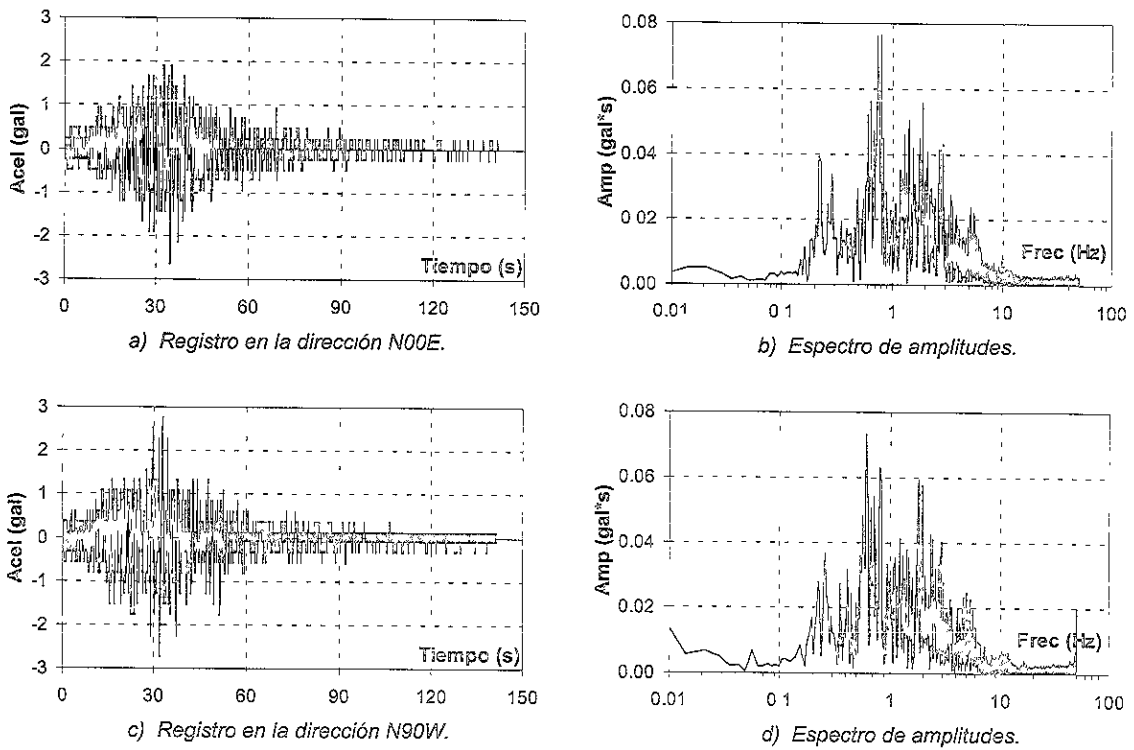 3
2
1
0
-1
-2
-3
Acel (gal)
Tiempo (s)
0 30 60 90 120 150
a) Registro en la dirección N00E.
0.08
0.06
0.04
0.02
0.00
Amp (gal*s)
Frec (Hz)
0.01 0 1 1 10 100
b) Espectro de amplitudes.
3
2
1
0
-1
-2
-3
Acel (gal)
Tiempo (s)
0 30 60 90 120 150
c) Registro en la dirección N90W.
0.08
0.06
0.04
0.02
0.00
Amp (gal*s)
Frec (Hz)
0.01 0 1 1 10 100
d) Espectro de amplitudes.